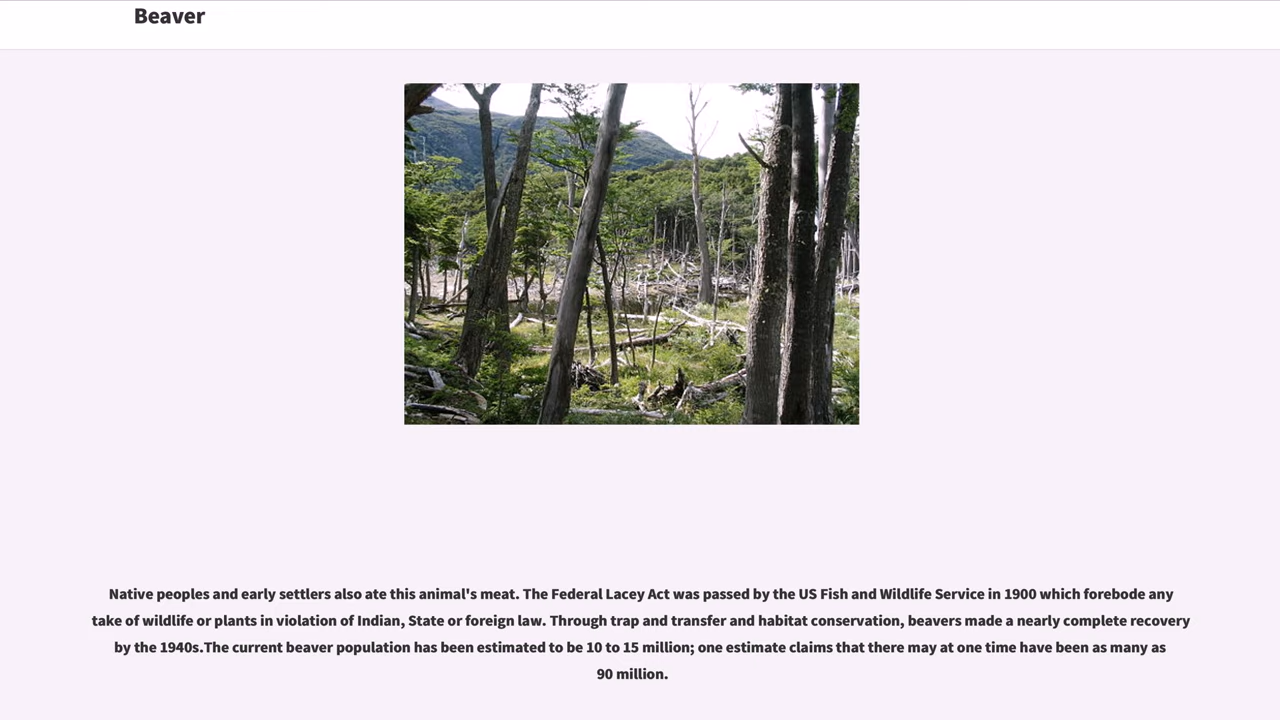 Beaver
Native peoples and early settlers also ate this animal's meat. The Federal Lacey Act was passed by the US Fish and Wildlife Service in 1900 which forebode any
take of wildlife or plants in violation of Indian, State or foreign law. Through trap and transfer and habitat conservation, beavers made a nearly complete recovery
by the 1940s.The current beaver population has been estimated to be 10 to 15 million; one estimate claims that there may at one time have been as many as
90 million.